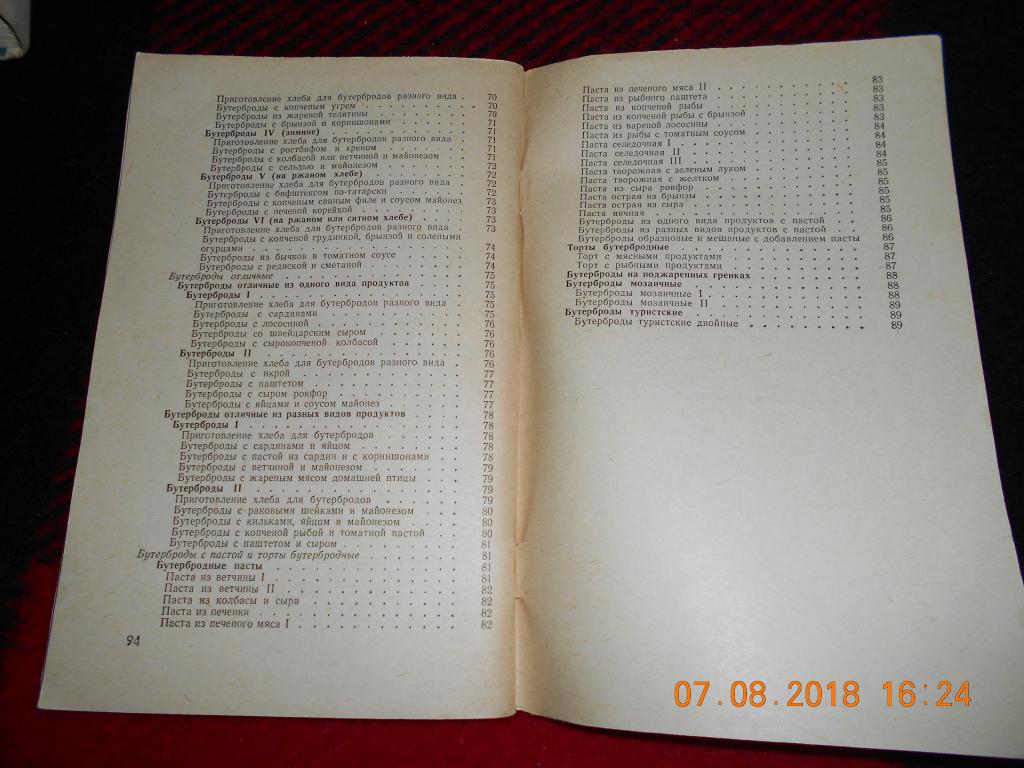 Приготовление хлеба для бутербродов разного вида . 70
Бутерброды с копченым угрем . . . . . . . . . . 70
Бутерброды из жареной телятины . . . . . . . . 70
Бутерброды с брынзой и корнишонами . . . . . . 71
Бутерброды IV (зимние) . . . . . . . . . . . . 71
Приготовление хлеба для бутербродов разного вида . 71
Бутерброды с ростбифом и хреном . . . . . . . . 71
Бутерброды с колбасой или ветчиной и майонезом . . 71
Бутерброды с сельдью и майонезом . . . . . . . 72
Бутерброды V (на ржаном хлебе) . . . . . . . . 72
Приготовление хлеба для бутербродов разного вида . 72
Бутерброды с бифштексом по-татарски . . . . . . 72
Бутерброды с копченым свиным филе и соусом майонез 73
Бутерброды с печеной корейкой . . . . . . . . . 73
Бутерброды VI (на ржаном или ситном хлебе) . . . 73
Приготовление хлеба для бутербродов разного вида . 73
Бутерброды с копченой грудинкой, брынзой и солеными
огурцами . . . . . . . . . . . . . . . 74
Бутерброды из бычков в томатном соусе . . . . . 74
Бутерброды с редиской и сметаной . . . . . . . 74
Бутерброды отличные . . . . . . . . . . . . . 75
Бутерброды отличные из одного вида продуктов . . . 75
Бутерброды I . . . . . . . . . . . . . . . . 75
Приготовление хлеба для бутербродов разного вида . 75
Бутерброды с сардинами . . . . . . . . . . . . 75
Бутерброды с лососиной . . . . . . . . . . . . 76
Бутерброды со швейцарским сыром . . . . . . . . 76
Бутерброды с сырокопченой колбасой . . . . . . 76
Бутерброды II . . . . . . . . . . . . . . . . 76
Приготовление хлеба для бутербродов разного вида . 76
Бутерброды с икрой . . . . . . . . . . . . . . 77
Бутерброды с паштетом . . . . . . . . . . . . 77
Бутерброды с сыром рокфор . . . . . . . . . . . 77
Бутерброды с яйцами и соусом майонез . . . . . . 77
Бутерброды отличные из разных видов продуктов . . . 78
Бутерброды I . . . . . . . . . . . . . . . . 78
Приготовление хлеба для бутербродов . . . . . . 78
Бутерброды с сардинами и яйцом . . . . . . . . 78
Бутерброды с пастой из сардин и с корнишонами . . 78
Бутерброды с ветчиной и майонезом . . . . . . . 79
Бутерброды с жареным мясом домашней птицы . . . 79
Бутерброды II . . . . . . . . . . . . . . . . 79
Приготовление хлеба для бутербродов . . . . . . 79
Бутерброды с раковыми шейками и майонезом . . . 80
Бутерброды с кильками, яйцом и майонезом . . . . 80
Бутерброды с копченой рыбой и томатной пастой . . 80
Бутерброды с паштетом и сыром . . . . . . . . . 81
Бутерброды с пастой и торты бутербродные . . . . . 81
Бутербродные пасты . . . . . . . . . . . . . . 81
Паста из ветчины I . . . . . . . . . . . . . . 81
Паста из ветчины II . . . . . . . . . . . . . 82
Паста из колбасы и сыра . . . . . . . . . . . . 82
Паста из печенки . . . . . . . . . . . . . . . 82
Паста из печеного мяса I . . . . . . . . . . . . 82
94
Паста из печеного мяса II . . . . . . . . . . 83
Паста из рыбного паштета . . . . . . . . . . 83
Паста из копченой рыбы . . . . . . . . . . . 83
Паста из копченой рыбы с брынзой . . . . . . . 83
Паста из вареной лососины . . . . . . . . . . 83
Паста из рыбы с томатным соусом . . . . . . . 84
Паста селедочная I . . . . . . . . . . . . . 84
Паста селедочная II . . . . . . . . . . . . . 84
Паста селедочная III . . . . . . . . . . . . 84
Паста творожная с зеленым луком . . . . . . . 85
Паста творожная с желтком . . . . . . . . . . 85
Паста из сыра рокфор . . . . . . . . . . . . 85
Паста острая из брынзы . . . . . . . . . . . 85
Паста острая из сыра . . . . . . . . . . . . 85
Паста яичная . . . . . . . . . . . . . . . . 85
Бутерброды из одного вида продуктов с пастой . . . 86
Бутерброды из разных видов продуктов с пастой . . 86
Бутерброды образновые и мешаные с добавлением пасты 86
Торты бутербродные . . . . . . . . . . . . . 87
Торт с мясными продуктами . . . . . . . . . . 87
Торт с рыбными продуктами . . . . . . . . . . 87
Бутерброды на поджаренных гренках . . . . . . . 88
Бутерброды мозаичные . . . . . . . . . . . . . 88
Бутерброды мозаичные I . . . . . . . . . . . . 88
Бутерброды мозаичные II . . . . . . . . . . . 89
Бутерброды туристские . . . . . . . . . . . . 89
Бутерброды туристские двойные . . . . . . . . . 89
07.08.2018 16:24